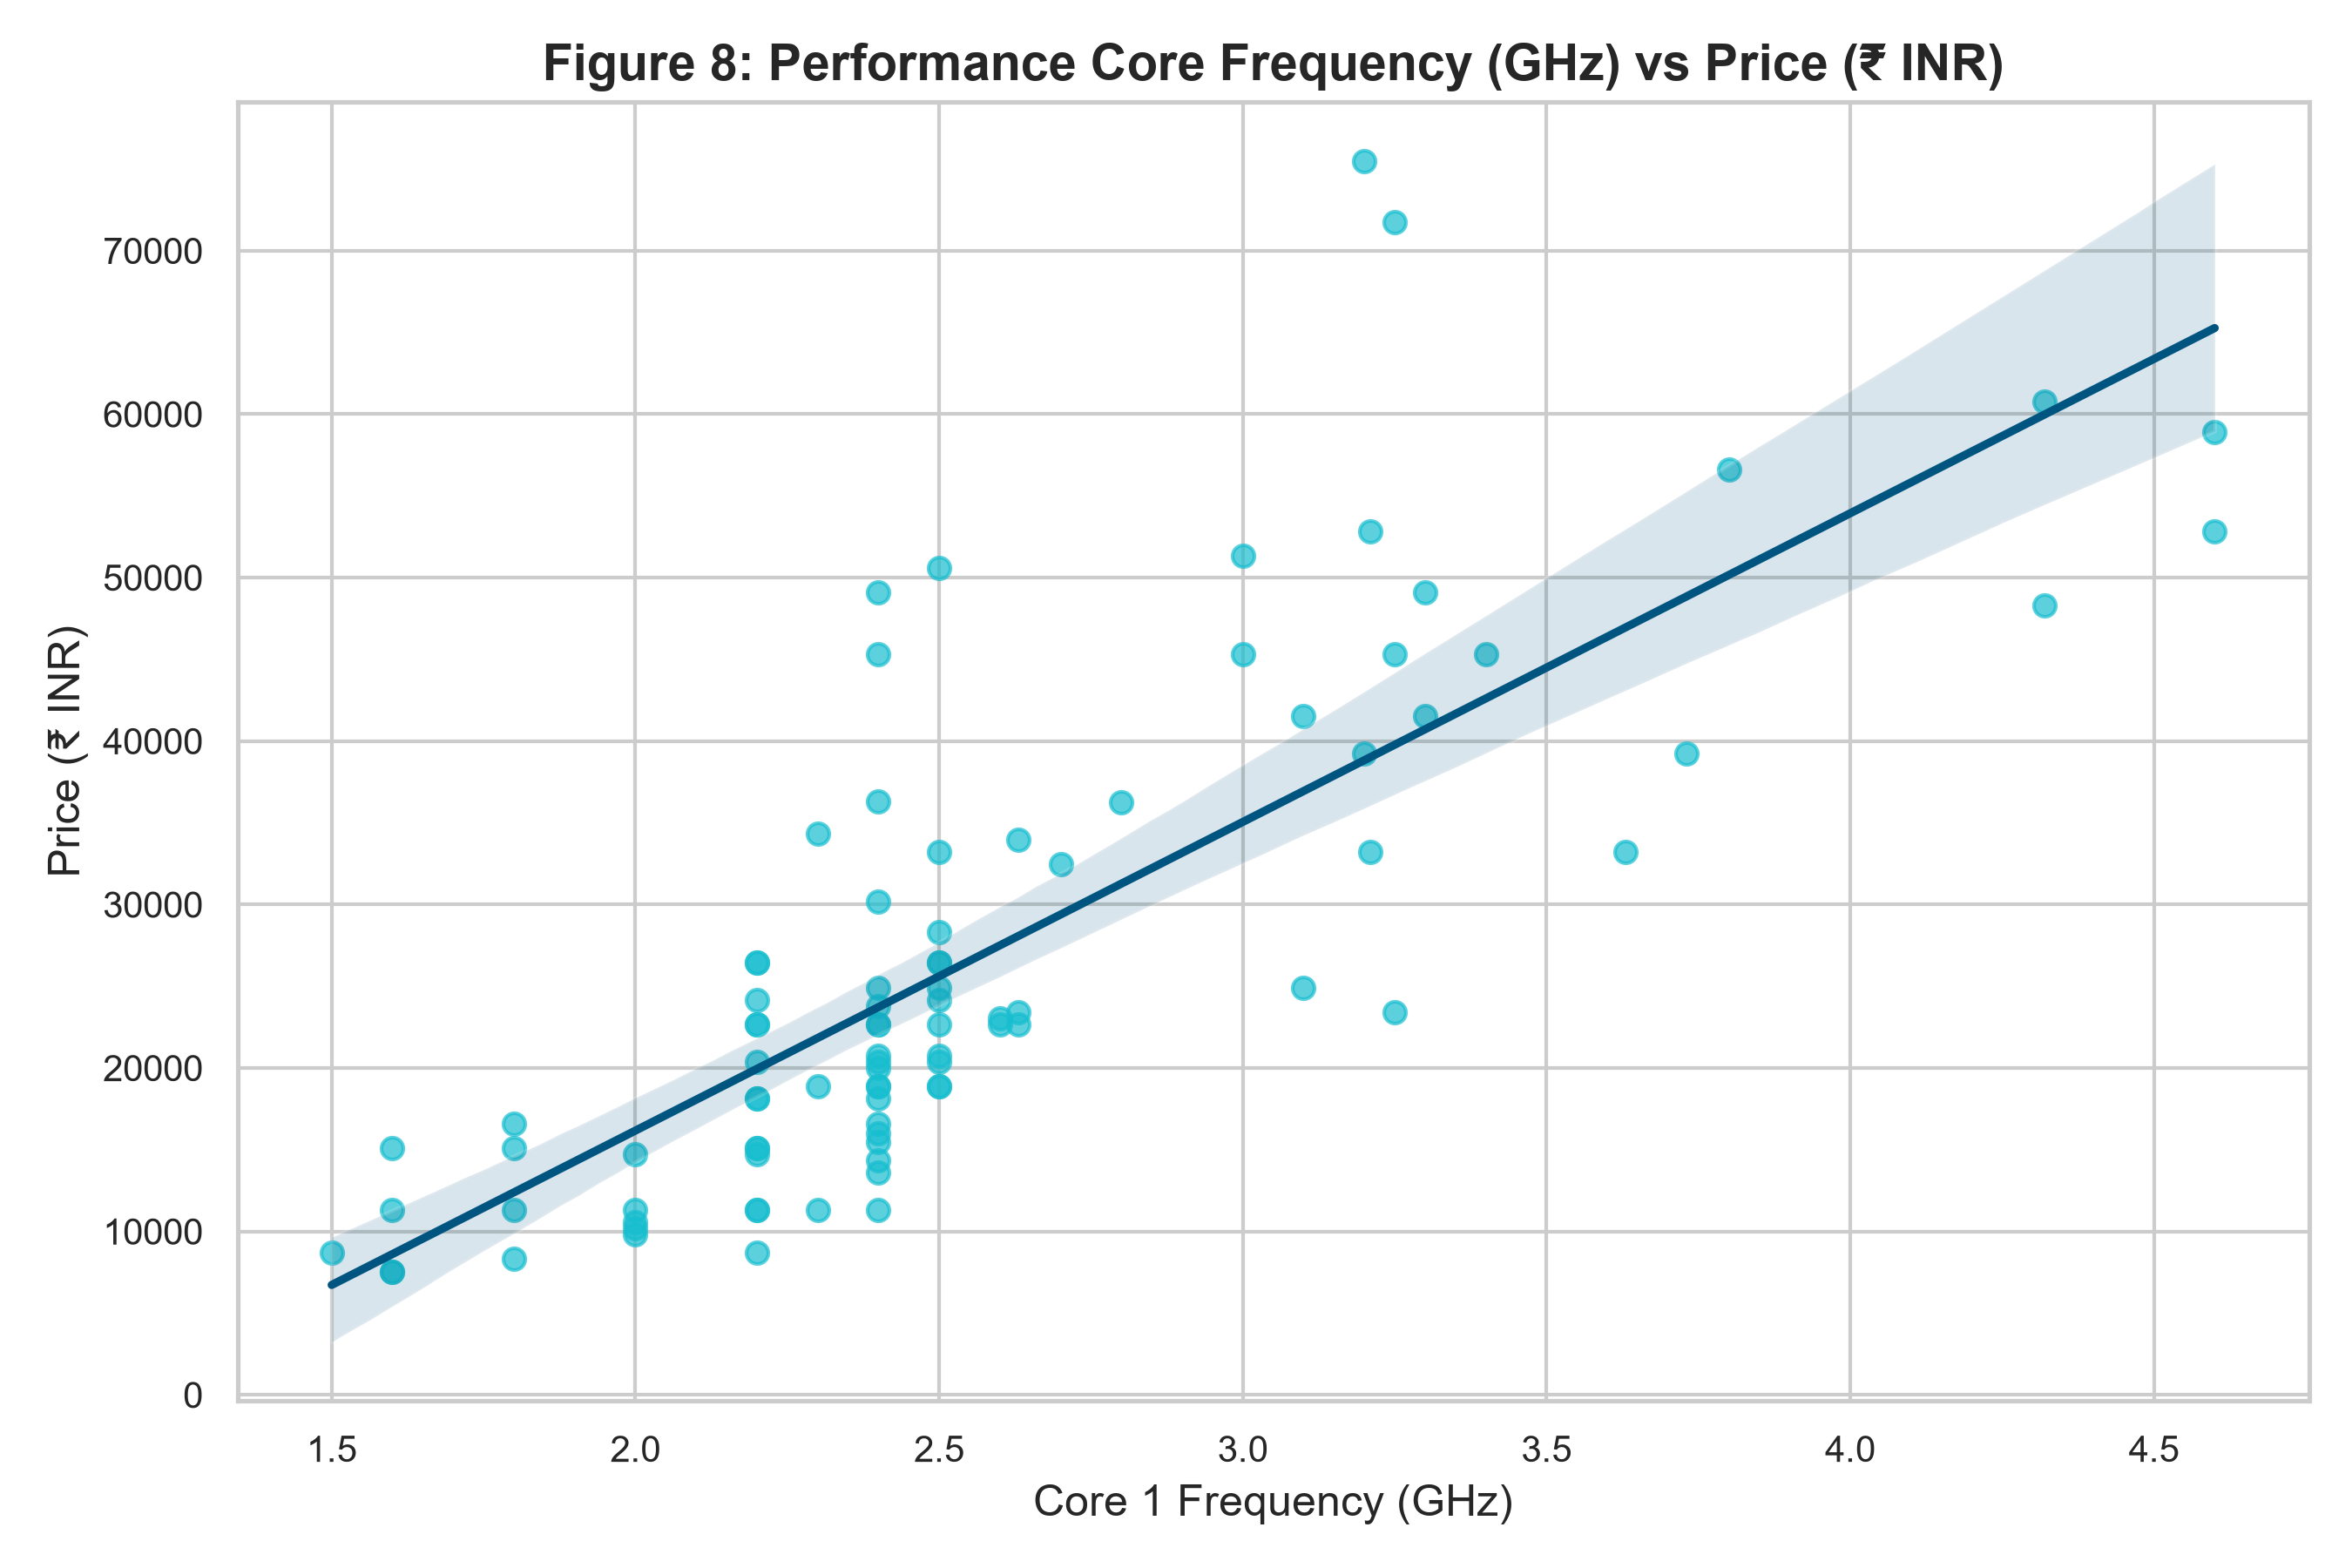 Figure 8: Performance Core Frequency (GHz) vs Price (₹ INR)
Price (₹ INR)
70000
60000
50000
40000
30000
20000
10000
0
1.5 2.0 2.5 3.0 3.5 4.0 4.5
Core 1 Frequency (GHz)